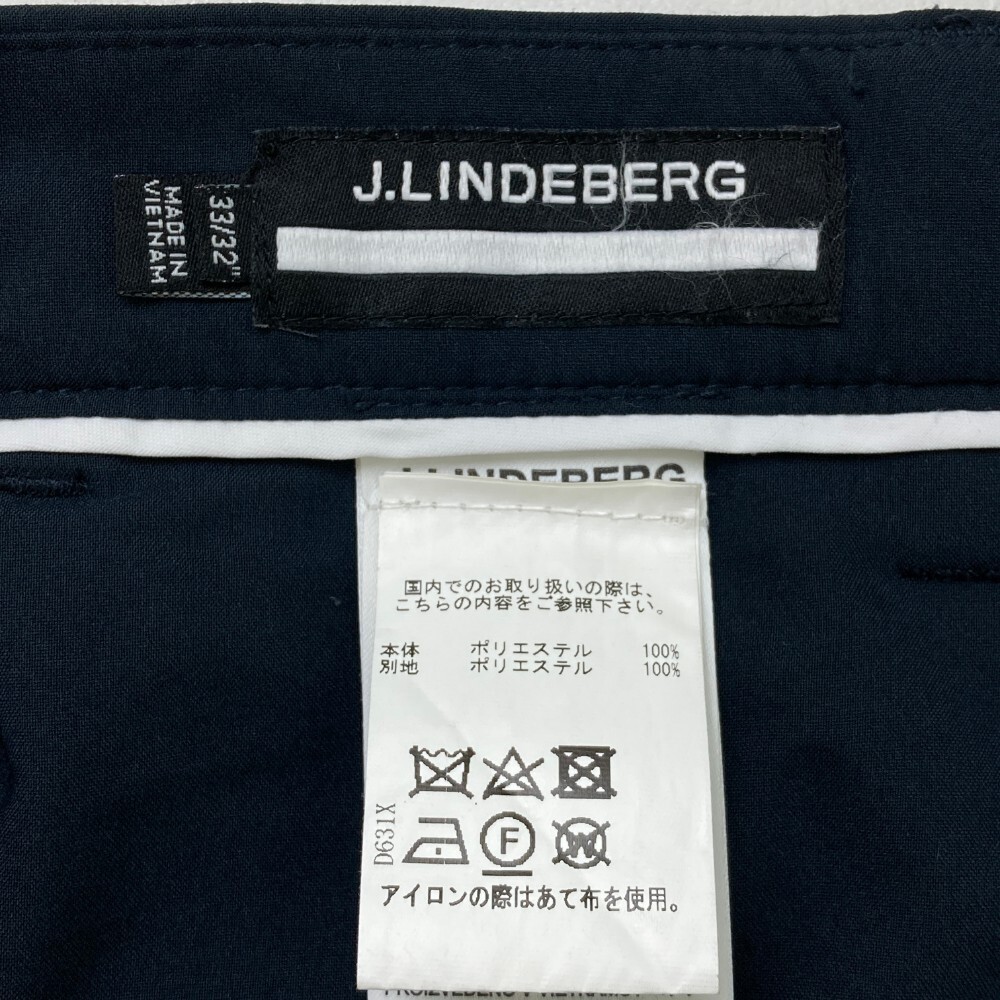 J.LINDEBERG
33/32"
MADE IN
VIETNAM
J.LINDEBERG
国内でのお取り扱いの際は、
こちらの内容をご参照下さい。
本体 ポリエステル 100%
別地 ポリエステル 100%
D631X
F
W
アイロンの際はあて布を使用。